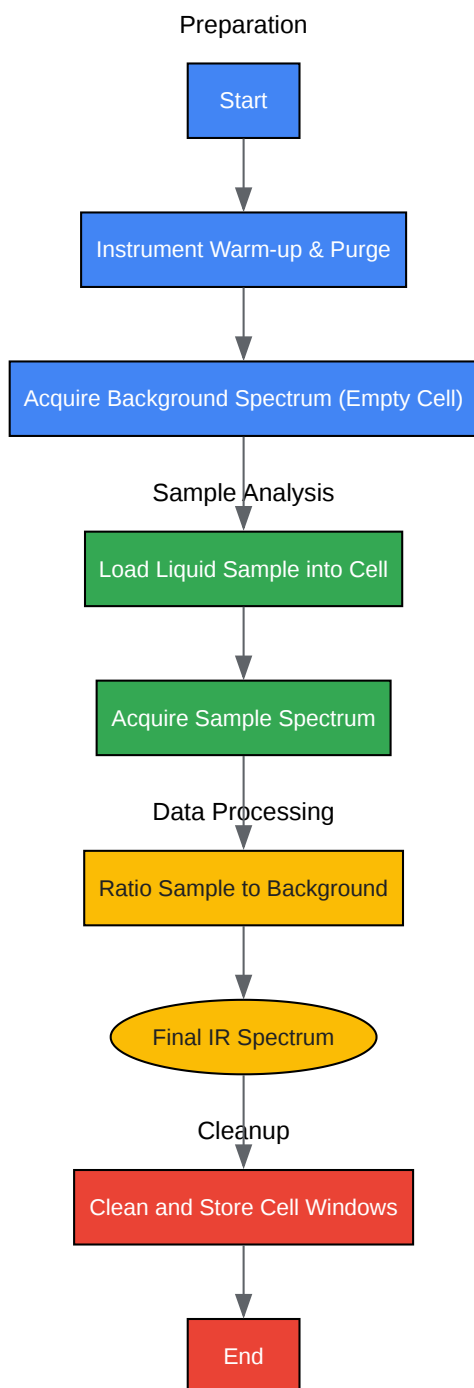 Preparation
Start
Instrument Warm-up & Purge
Acquire Background Spectrum (Empty Cell)
Sample Analysis
Load Liquid Sample into Cell
Acquire Sample Spectrum
Data Processing
Ratio Sample to Background
Final IR Spectrum
Cleanup
Clean and Store Cell Windows
End